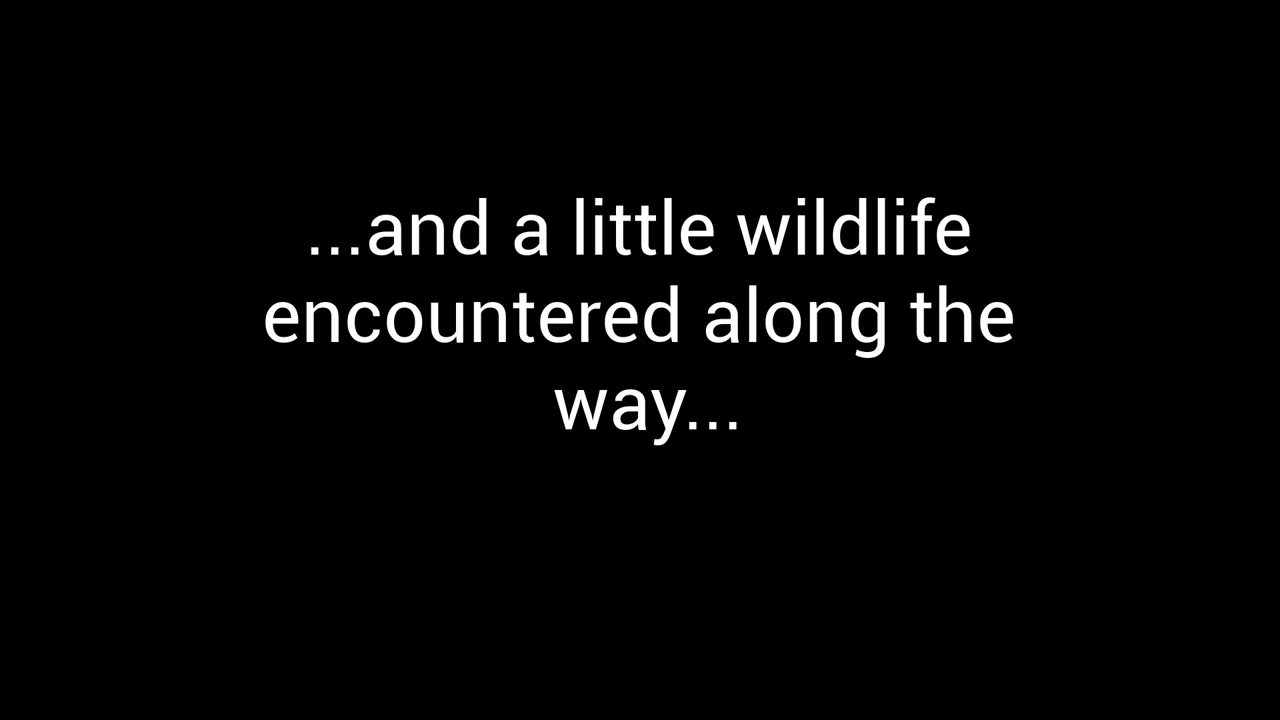 ...and a little wildlife
encountered along the
way...